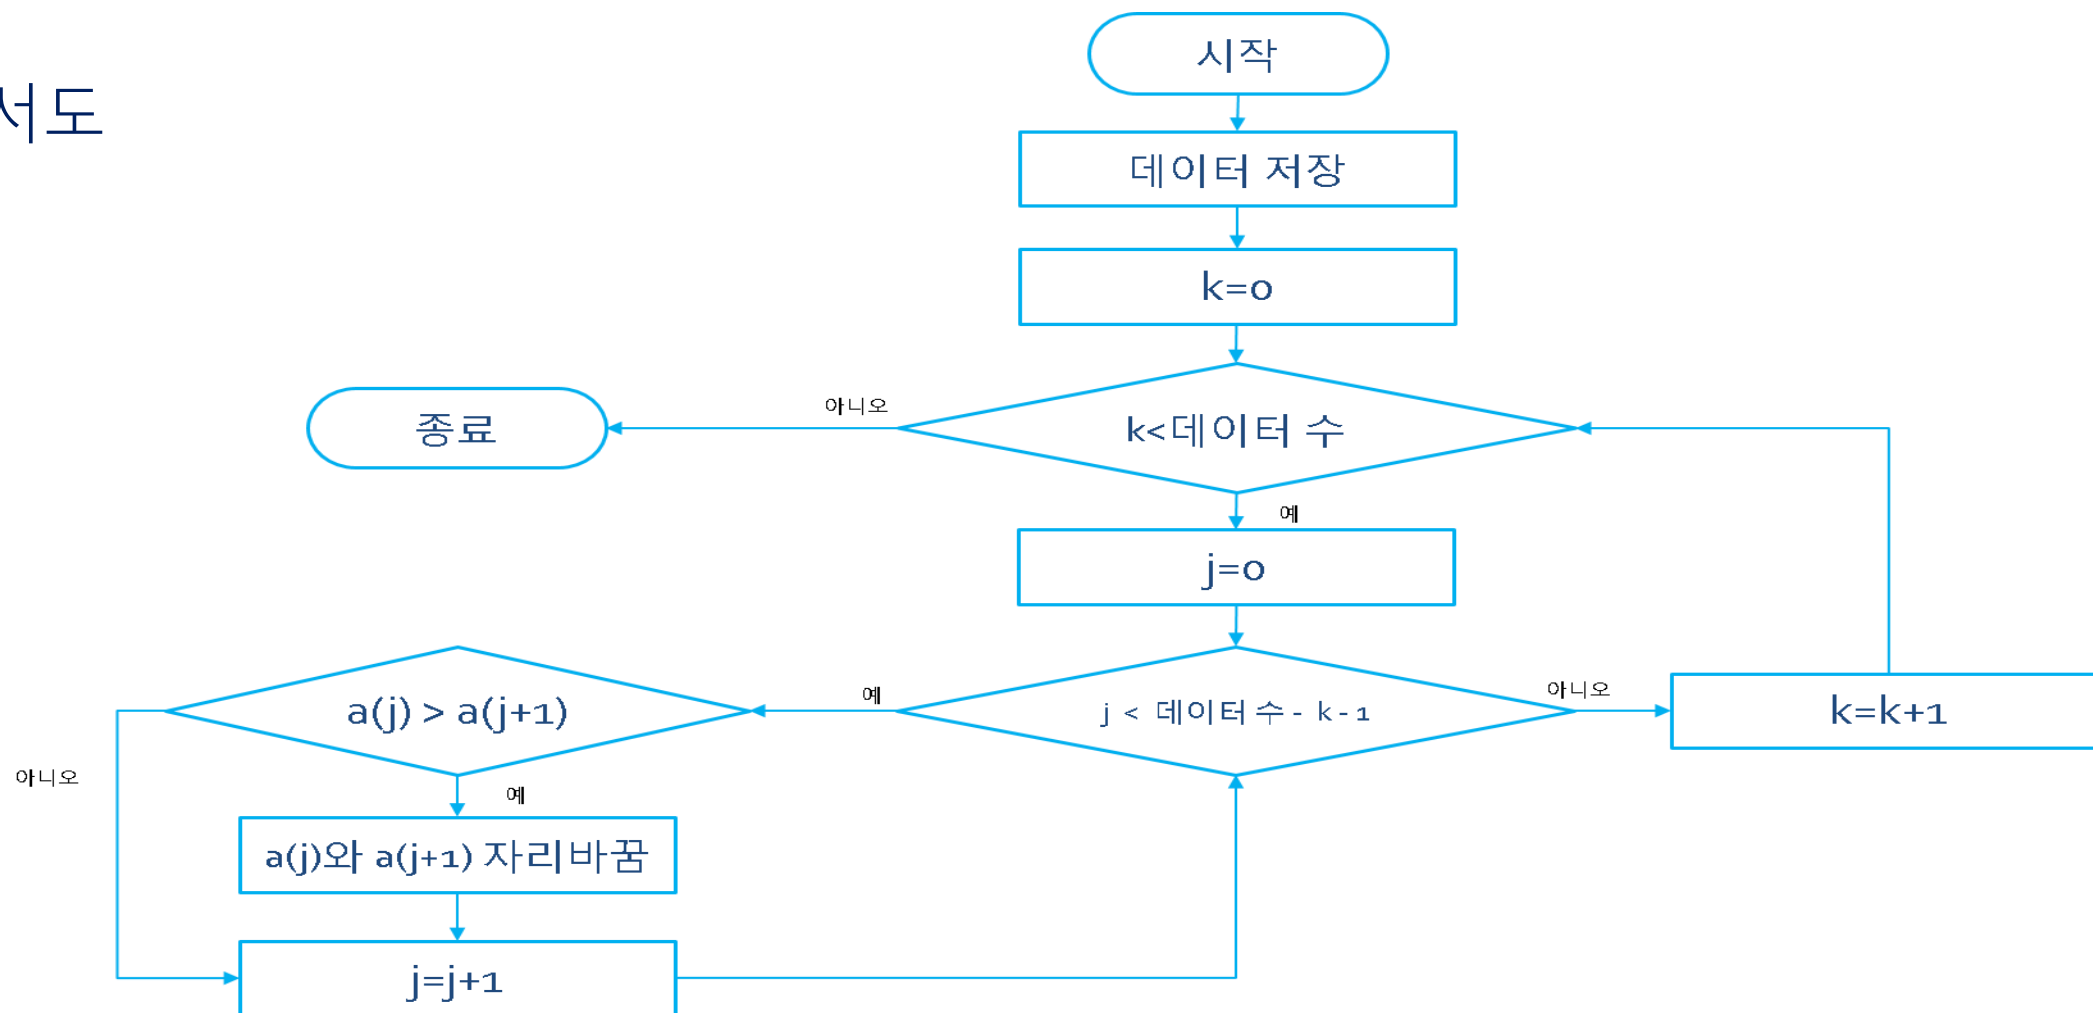 서도
시작
데이터 저장
k=0
아니오
종료
k<데이터 수
예
j=0
a(j) > a(j+1)
예
j < 데이터 수 - k - 1
아니오
k=k+1
아니오
예
a(j)와 a(j+1) 자리바꿈
j=j+1